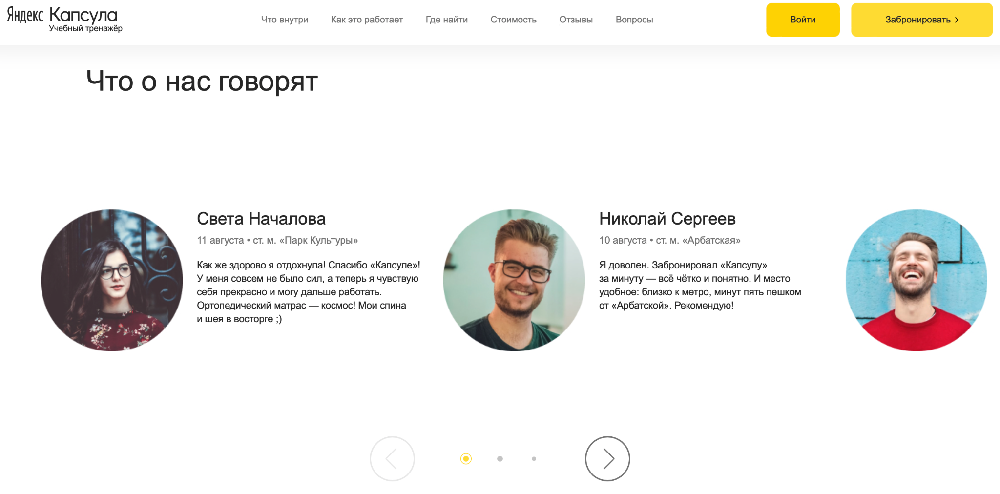 Яндекс Капсула
Учебный тренажёр
Что внутри
Как это работает
Где найти
Стоимость
Отзывы
Вопросы
Войти
Забронировать
Что о нас говорят
Света Началова
11 августа • ст. м. «Парк Культуры»
Как же здорово я отдохнула! Спасибо «Капсуле»!
У меня совсем не было сил, а теперь я чувствую
себя прекрасно и могу дальше работать.
Ортопедический матрас — космос! Мои спина
и шея в восторге ;)
Николай Сергеев
10 августа • ст. м. «Арбатская»
Я доволен. Забронировал «Капсулу»
за минуту — всё чётко и понятно. И место
удобное: близко к метро, минут пять пешком
от «Арбатской». Рекомендую!